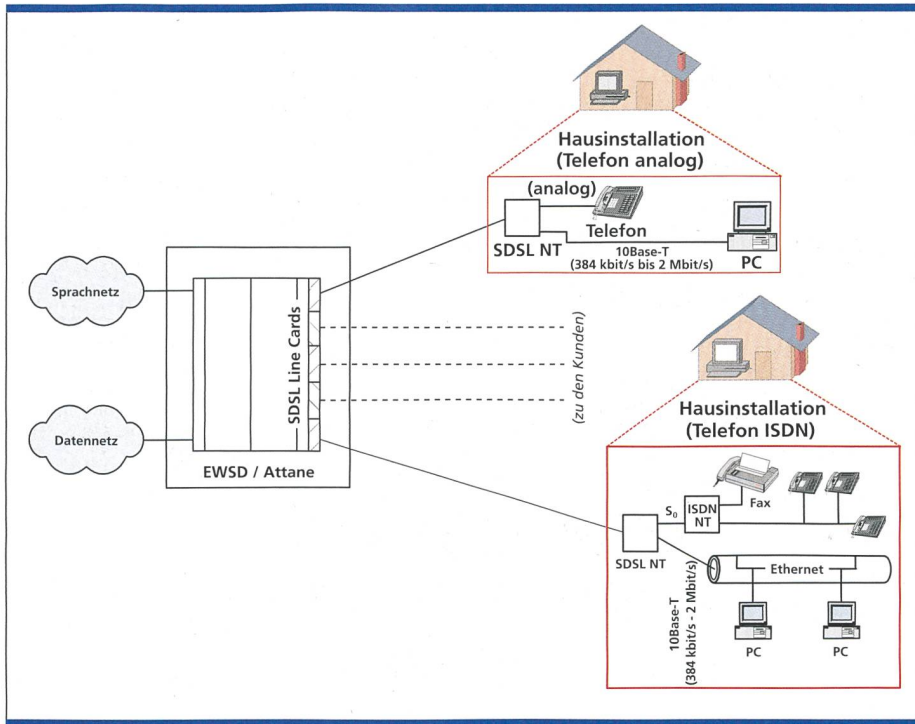 Hausinstallation
(Telefon analog)
(analog)
Telefon
SDSL NT
10Base-T
(384 kbit/s bis 2 Mbit/s)
PC
Sprachnetz
Datennetz
SDSL Line Cards
EWSD / Attane
(zu den Kunden)
Hausinstallation
(Telefon ISDN)
Fax
S₀
ISDN
NT
SDSL NT
Ethernet
10Base-T
(384 kbit/s - 2 Mbit/s)
PC
PC